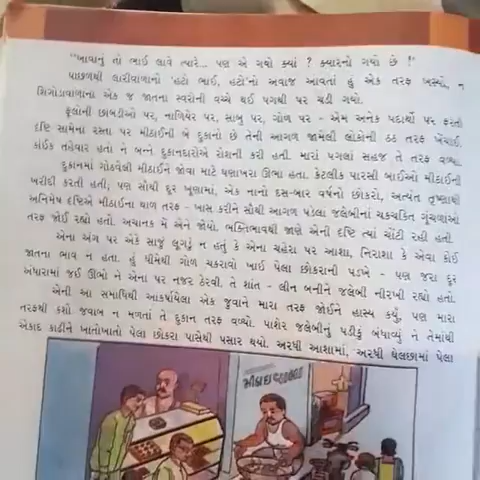 "ખાવાનું તો ભાઈ લાવે ત્યારે... પણ એ ગયો ક્યાં ? ક્યારનો ગયો છે !"
પાછળથી લારીવાળાનો 'હટો ભાઈ, હટો'નો અવાજ આવતાં હું એક તરફ ખસ્યો, ન
શિંગોડાવાળાના એક જ જાતના સ્વરોની વચ્ચે થઈ પગથી પર ચડી ગયો.
ફૂલોની છાબડીઓ પર, નાળિયેર પર, સાબુ પર, ગોળ પર - એમ અનેક પદાર્થો પર ફરતી
દૃષ્ટિ સામેના રસ્તા પર મીઠાઈની બે દુકાનો છે તેની આગળ જામેલી લોકોની ઠઠ તરફ ખેંચાઈ.
કાંઈક તહેવાર હતો ને બન્ને દુકાનદારોએ રોશની કરી હતી. મારાં પગલાં સહજ તે તરફ વળ્યાં.
દુકાનમાં ગોઠવેલી મીઠાઈને જોવા માટે ઘણાખરા ઊભા હતા. કેટલીક પારસી બાઈઓ મીઠાઈની
ખરીદી કરતી હતી; પણ સૌથી દૂર ખૂણામાં, એક નાનો દસ-બાર વર્ષનો છોકરો, અત્યંત તૃષ્ણાથી
અનિમેષ દૃષ્ટિએ મીઠાઈના થાળ તરફ - ખાસ કરીને સૌથી આગળ પડેલા જલેબીનાં ચકચકિત ગૂંચળાંઓ
તરફ જોઈ રહ્યો હતો. અચાનક મેં એને જોયો. ભક્તિભાવથી જાણે એની દૃષ્ટિ ત્યાં ચોંટી રહી હતી.
એના અંગ પર એકે સાજું લૂગડું ન હતું કે એના ચહેરા પર આશા, નિરાશા કે એવા કોઈ
જાતના ભાવ ન હતા. હું ધીમેથી ગોળ ચકરાવો ખાઈ પેલા છોકરાની પડખે - પણ જરા દૂર
અંધારામાં જઈ ઊભો ને એના પર નજર ઠેરવી. તે શાંત - લીન બનીને જલેબી નીરખી રહ્યો હતો.
એની આ સમાધિથી આકર્ષાયેલા એક જુવાને મારા તરફ જોઈને હાસ્ય કર્યું, પણ મારા
તરફથી કશો જવાબ ન મળતાં તે દુકાન તરફ વળ્યો. પાશેર જલેબીનું પડીકું બંધાવ્યું ને તેમાંથી
એકાદ કાઢીને ખાતોખાતો પેલા છોકરા પાસેથી પસાર થયો. અરધી આશામાં, અરધી ઘેલછામાં પેલા